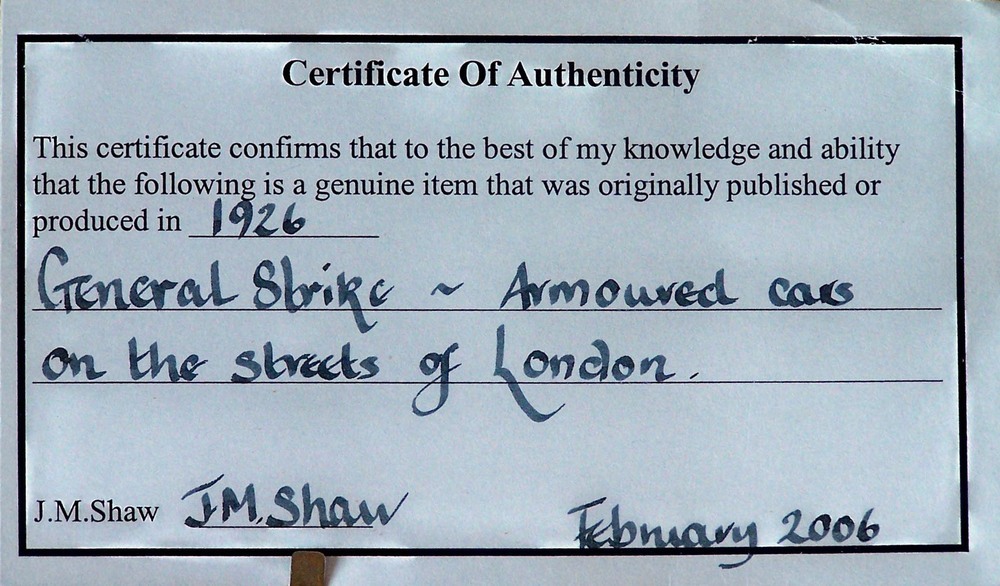 Certificate Of Authenticity
This certificate confirms that to the best of my knowledge and ability
that the following is a genuine item that was originally published or
produced in 1926
General Strike ~ Armoured cars
on the streets of London.
J.M.Shaw J.M.Shaw February 2006